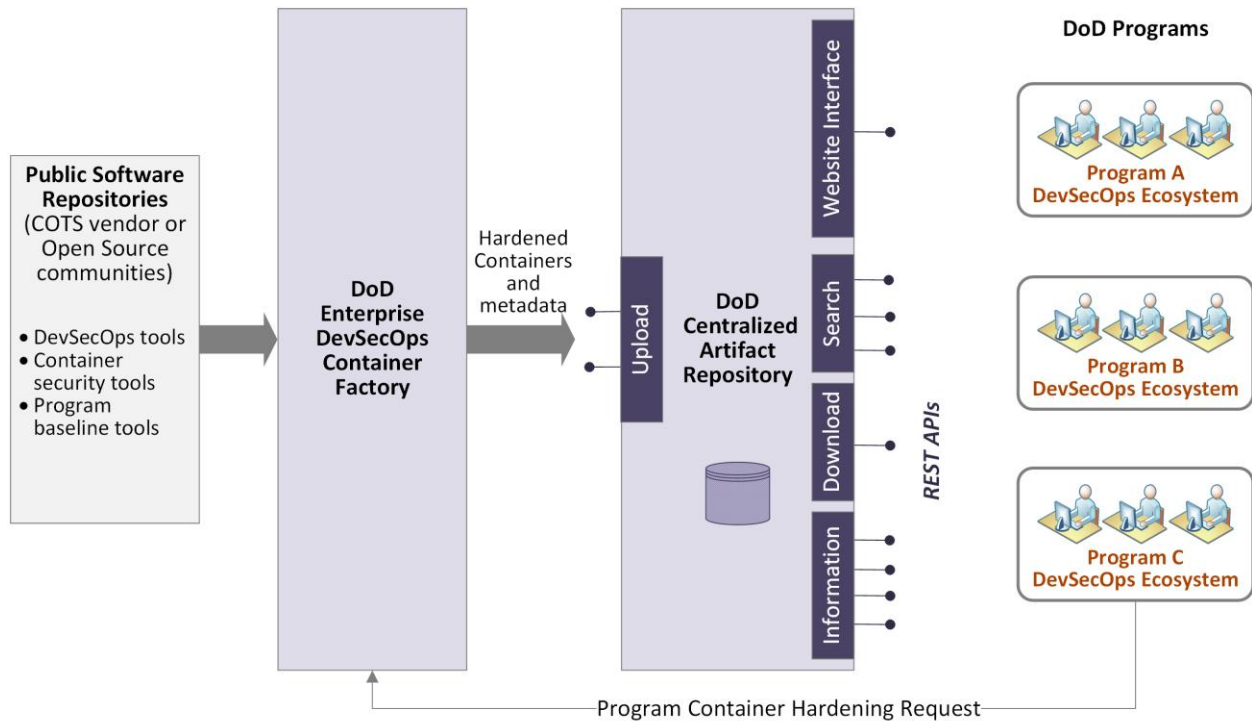 Public Software
Repositories
(COTS vendor or
Open Source
communities)
• DevSecOps tools
• Container
security tools
• Program
baseline tools
DoD
Enterprise
DevSecOps
Container
Factory
Hardened
Containers
and
metadata
Upload
DoD
Centralized
Artifact
Repository
Website Interface
Search
Download
Information
REST APIs
DoD Programs
Program A
DevSecOps Ecosystem
Program B
DevSecOps Ecosystem
Program C
DevSecOps Ecosystem
Program Container Hardening Request